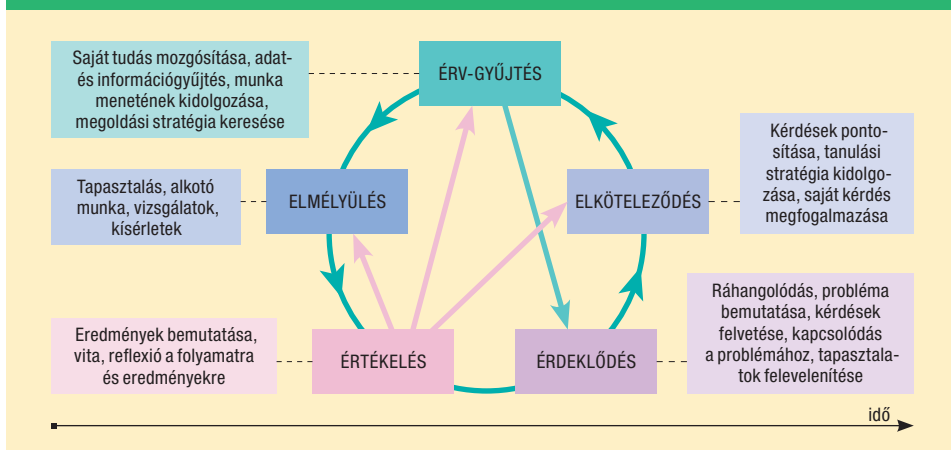 Saját tudás mozgósítása, adat-
és információgyűjtés, munka
menetének kidolgozása,
megoldási stratégia keresése
ÉRV-GYŰJTÉS
Kérdések ponto-
sítása, tanulási
stratégia kidolgo-
zása, saját kérdés
megfogalmazása
Tapasztalás, alkotó
munka, vizsgálatok,
kísérletek
ELMÉLYÜLÉS
ELKÖTELEZŐDÉS
Eredmények bemutatása,
vita, reflexió a folyamatra
és eredményekre
ÉRTÉKELÉS
ÉRDEKLŐDÉS
Ráhangolódás, probléma
bemutatása, kérdések
felvetése, kapcsolódás
a problémához, tapasztala-
tok felevelenítése
idő